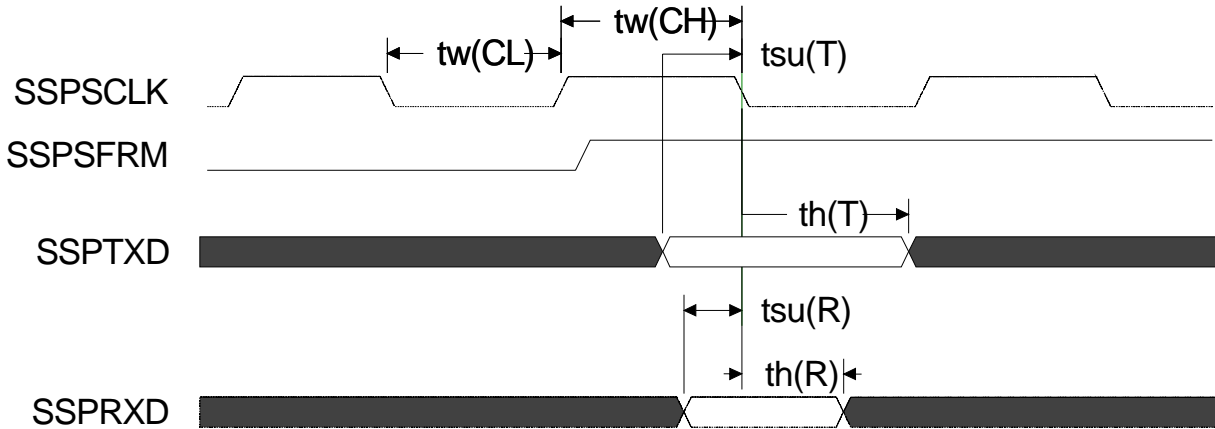 tw(CH)
tw(CL)
tsu(T)
SSPSCLK
SSPSFRM
th(T)
SSPTXD
tsu(R)
th(R)
SSPRXD